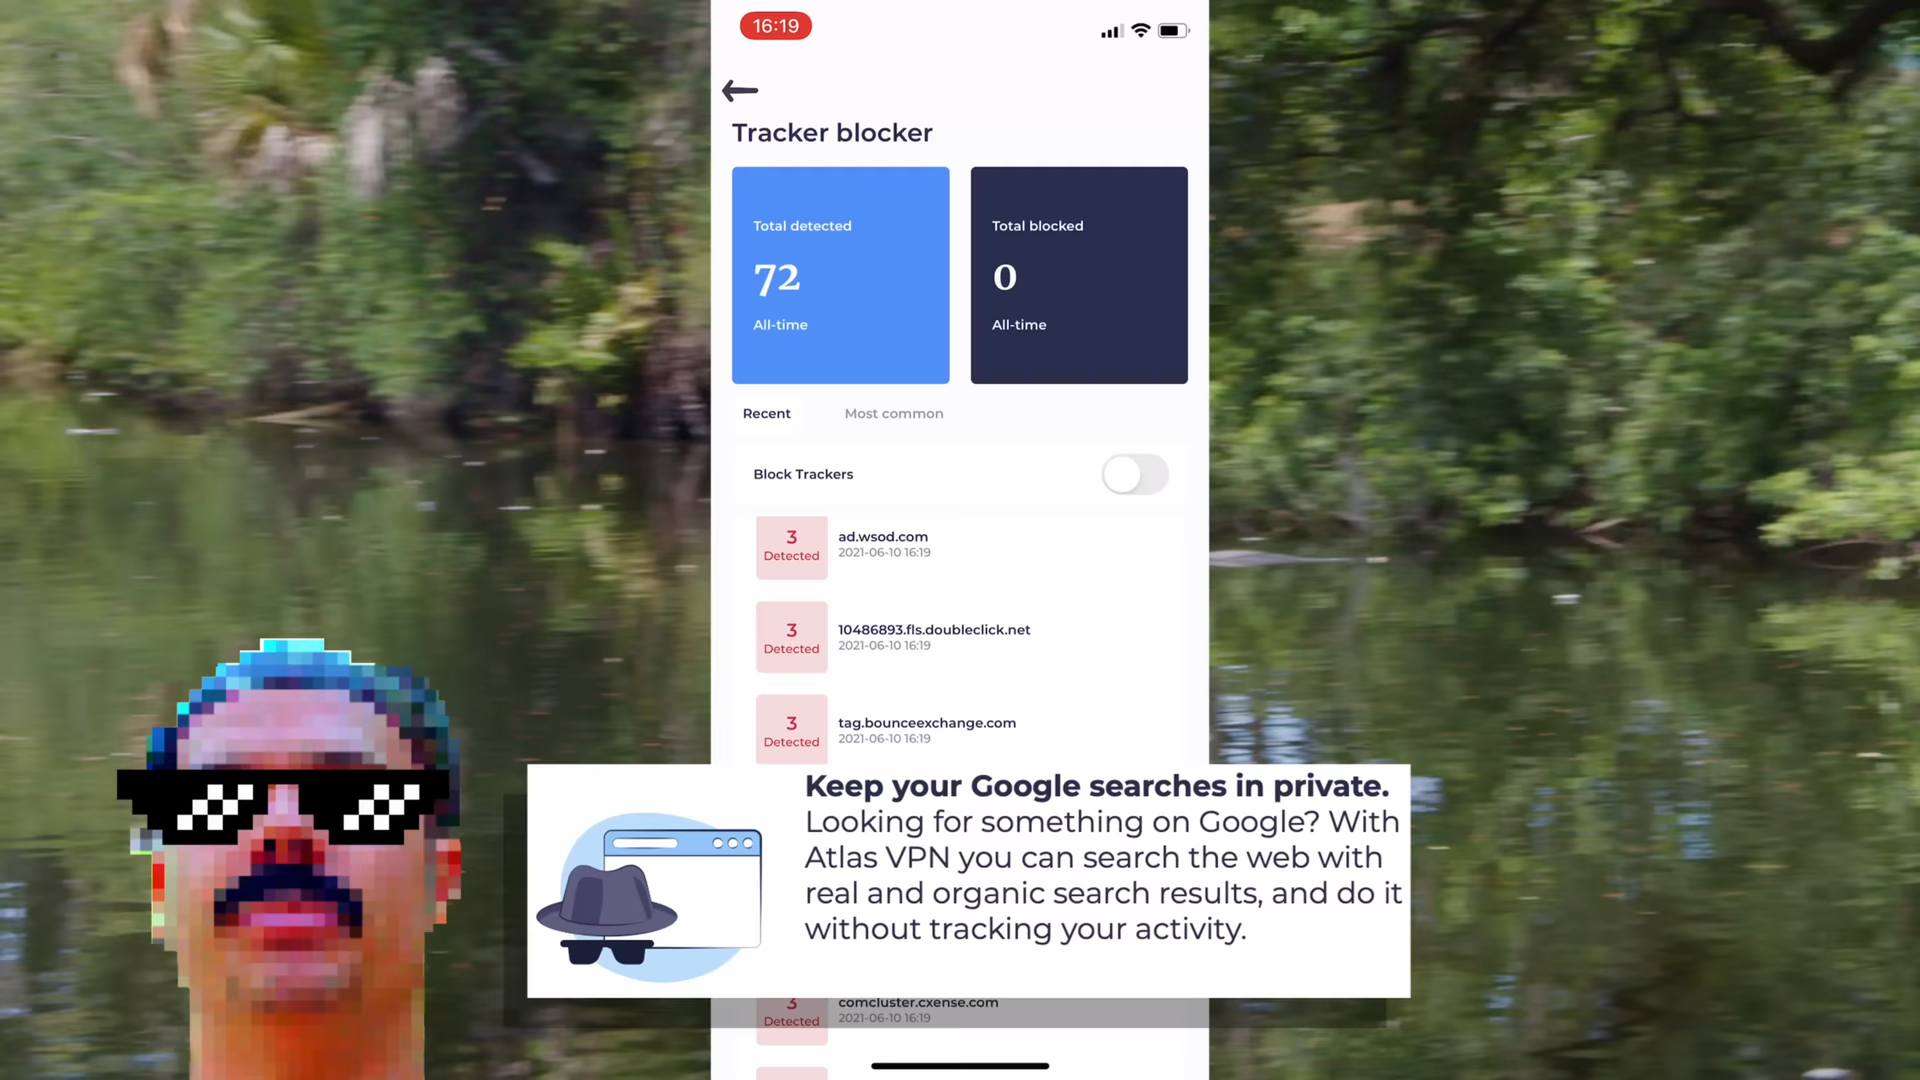 16:19
Tracker blocker
Total detected
72
All-time
Total blocked
0
All-time
Recent
Most common
Block Trackers
3
Detected
ad.wsod.com
2021-06-10 16:19
3
Detected
10486893.fls.doubleclick.net
2021-06-10 16:19
3
Detected
tag.bounceexchange.com
2021-06-10 16:19
Keep your Google searches in private.
Looking for something on Google? With
Atlas VPN you can search the web with
real and organic search results, and do it
without tracking your activity.
3
Detected
comcluster.cxense.com
2021-06-10 16:19